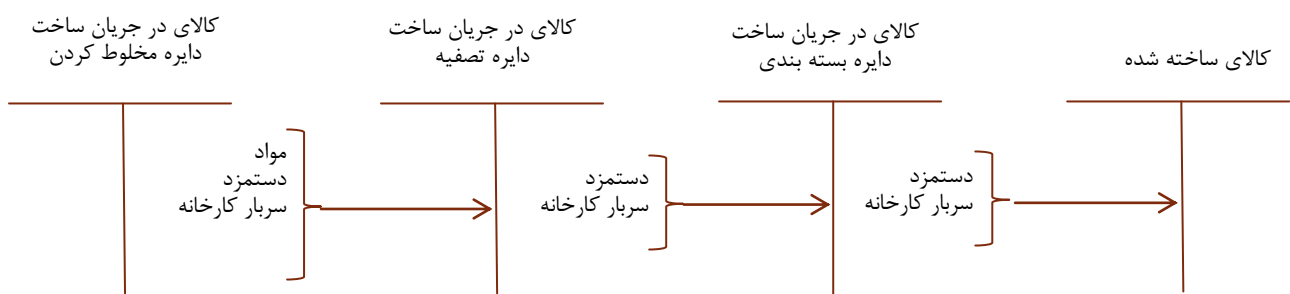 کالای در جریان ساخت
دایره مخلوط کردن
کالای در جریان ساخت
دایره تصفیه
کالای در جریان ساخت
دایره بسته بندی
کالای ساخته شده
مواد
دستمزد
سربار کارخانه
دستمزد
سربار کارخانه
دستمزد
سربار کارخانه